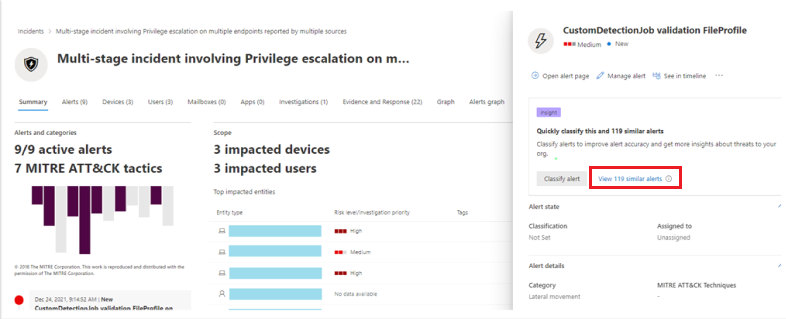 Incidents > Multi-stage incident involving Privilege escalation on multiple endpoints reported by multiple sources
Multi-stage incident involving Privilege escalation on m...
Summary Alerts (9) Devices (3) Users (3) Mailboxes (0) Apps (0) Investigations (1) Evidence and Response (22) Graph Alerts graph
Alerts and categories
9/9 active alerts
7 MITRE ATT&CK tactics
© 2018 The MITRE Corporation. This work is reproduced and distributed with the
permission of The MITRE Corporation.
Dec 24, 2021, 9:14:52 AM | New
CustomDetectionJob validation FileProfile on
Scope
3 impacted devices
3 impacted users
Top impacted entities
Entity type Risk level/investigation priority Tags
High
Medium
High
No data available
CustomDetectionJob validation FileProfile
Medium New
Open alert page Manage alert See in timeline ...
Insight
Quickly classify this and 119 similar alerts
Classify alerts to improve alert accuracy and get more insights about threats to your
org.
Classify alert View 119 similar alerts
Alert state
Classification Assigned to
Not Set Unassigned
Alert details
Category MITRE ATT&CK Techniques
Lateral movement -